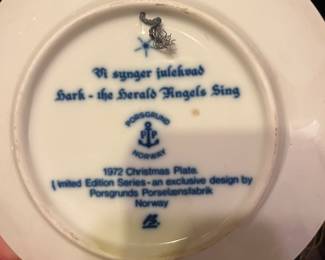 Vi synger julekvad
Hark - the Herald Angels Sing
PORSGRUND
P P
NORWAY
1972 Christmas Plate.
Limited Edition Series - an exclusive design by
Porsgrunds Porselænsfabrik
Norway